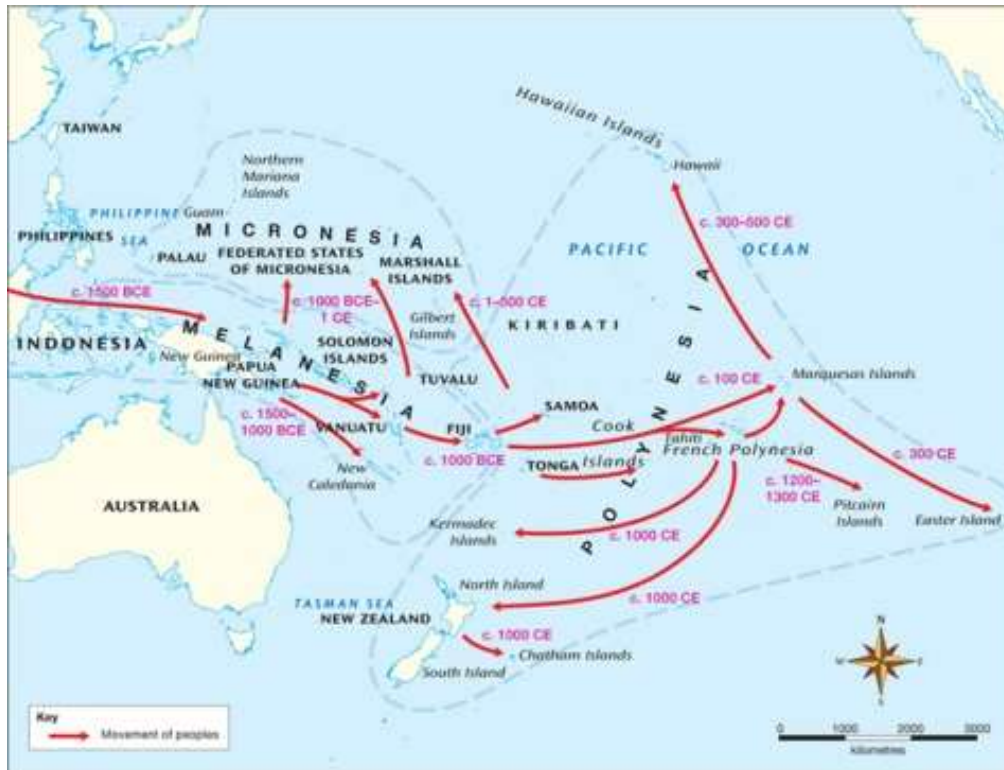 Hawaiian Islands
Hawaii
TAIWAN
Northern
Mariana
Islands
PHILIPPINE
SEA
Guam
PHILIPPINES
MICRONESIA
PALAU
FEDERATED STATES
OF MICRONESIA
MARSHALL
ISLANDS
PACIFIC
OCEAN
c. 300–500 CE
c. 1500 BCE
c. 1000 BCE–
1 CE
c. 1–500 CE
Gilbert
Islands
KIRIBATI
INDONESIA
MELANESIA
New Guinea
PAPUA
NEW GUINEA
SOLOMON
ISLANDS
TUVALU
POLYNESIA
c. 100 CE
Marquesas Islands
c. 1500–
1000 BCE
VANUATU
FIJI
SAMOA
c. 1000 BCE
Cook
Islands
Tahiti
French Polynesia
TONGA
New
Caledonia
c. 300 CE
c. 1200–
1300 CE
Pitcairn
Islands
Easter Island
AUSTRALIA
Kermadec
Islands
c. 1000 CE
North Island
c. 1000 CE
TASMAN SEA
NEW ZEALAND
c. 1000 CE
Chatham Islands
South Island
N
W
E
S
Key
Movement of peoples
0 1000 2000 3000
kilometres